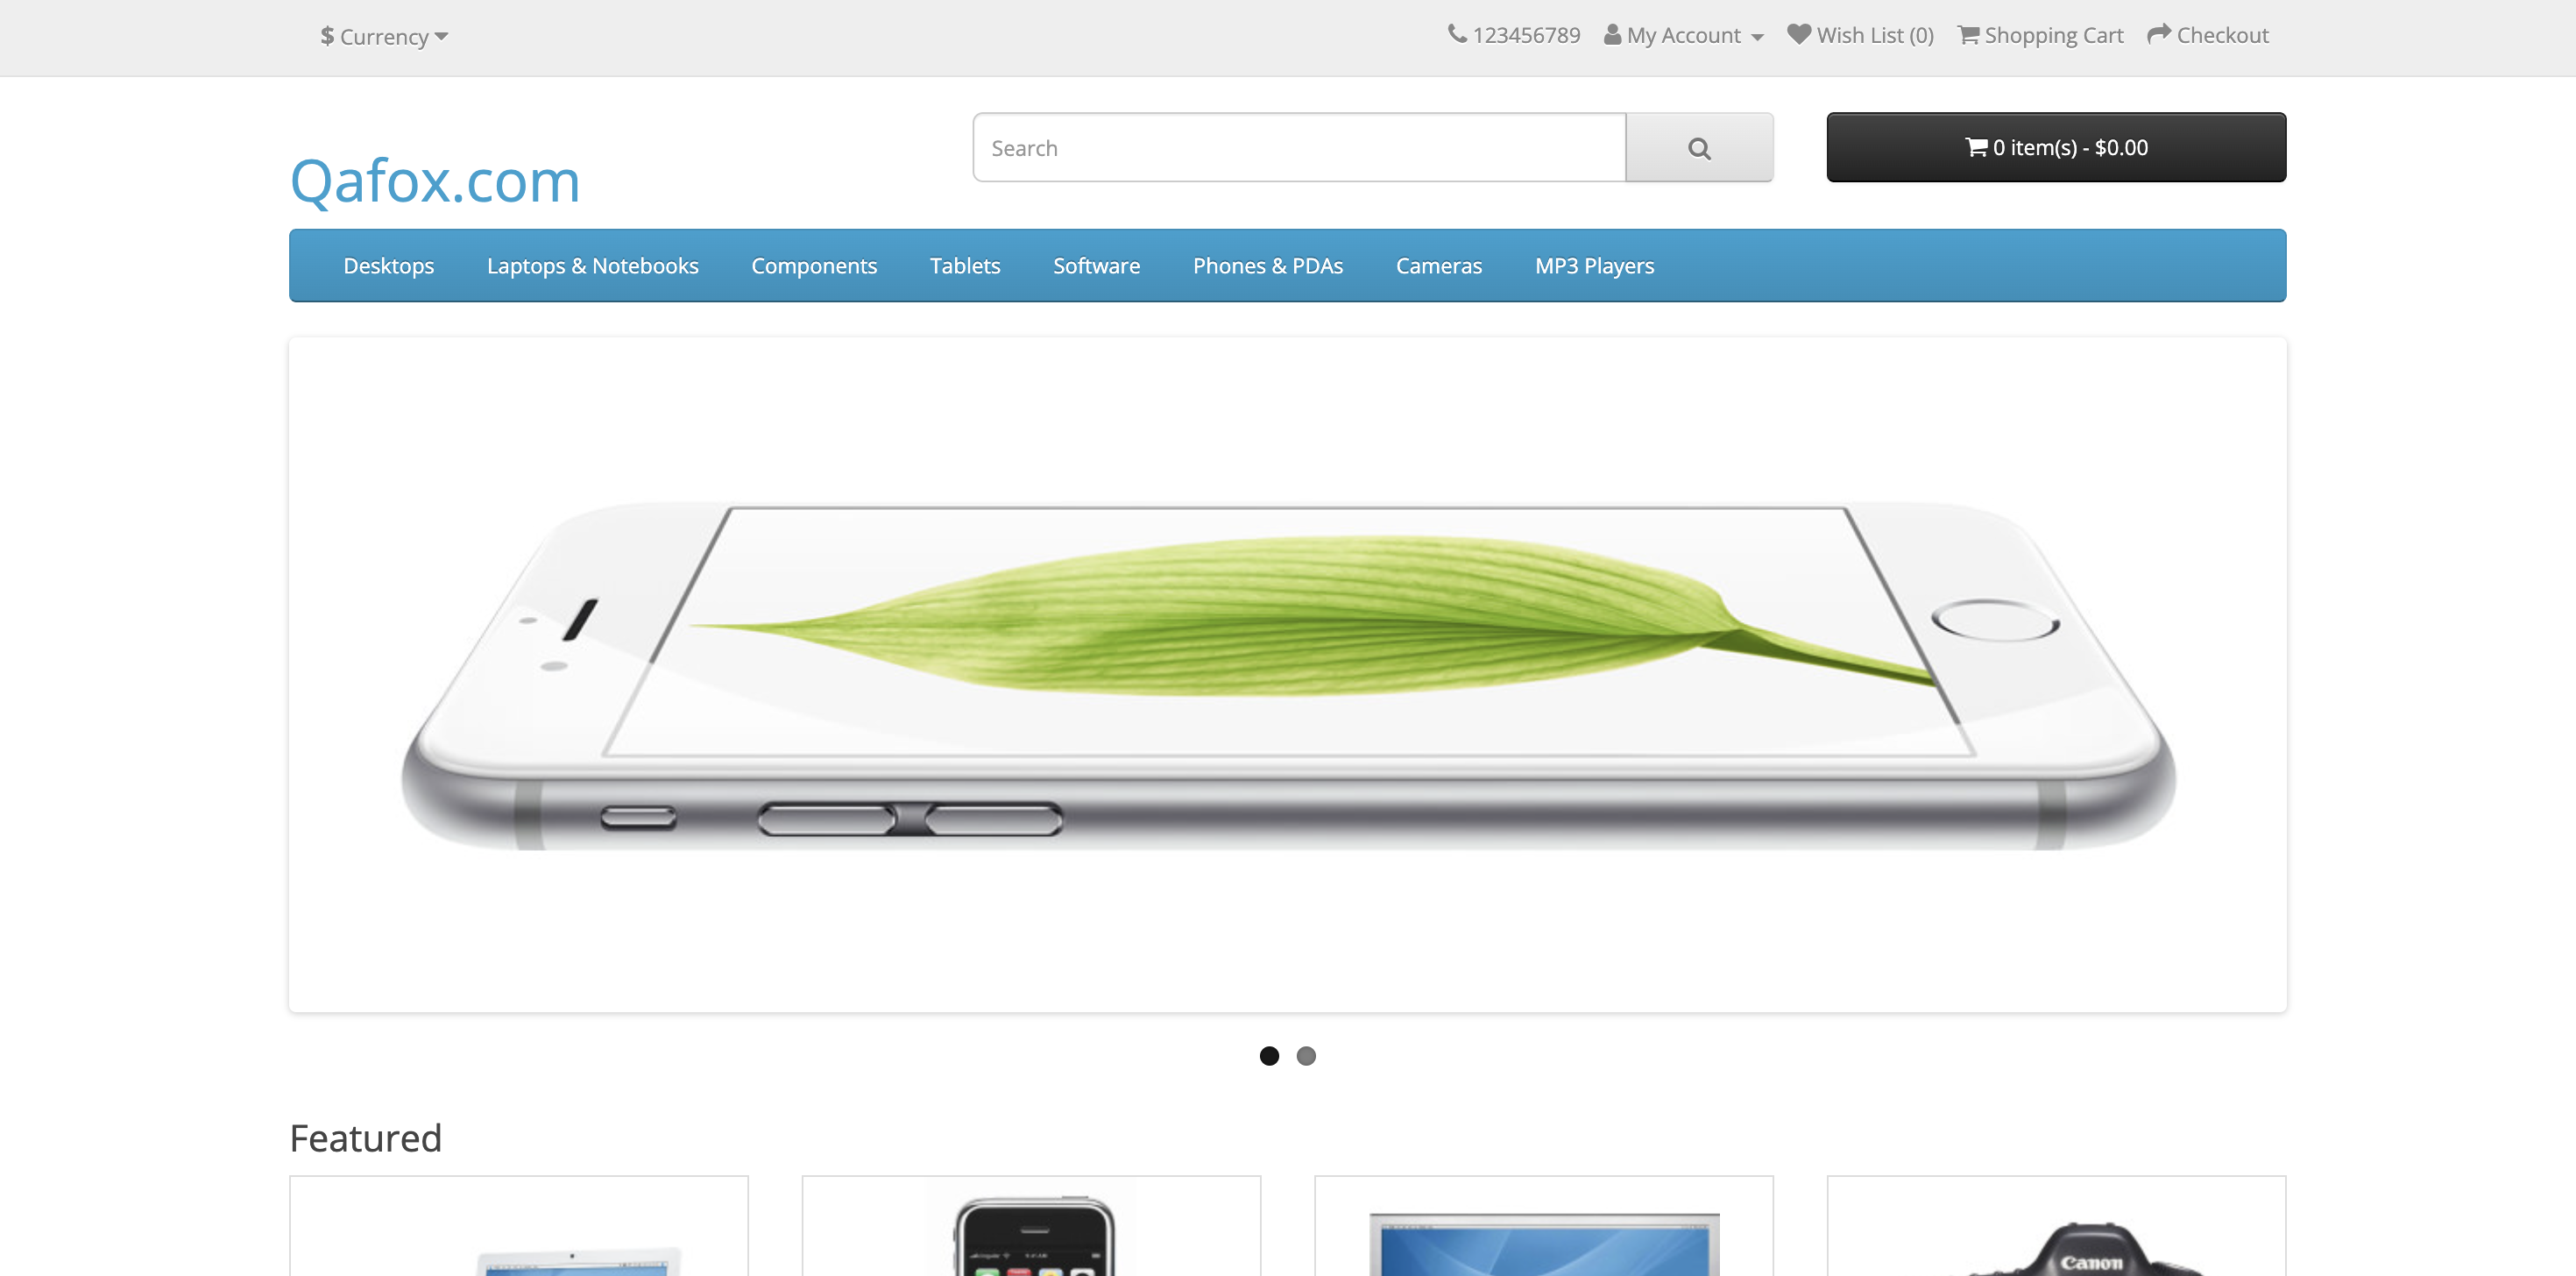 $ Currency
123456789 My Account Wish List (0) Shopping Cart Checkout
Qafox.com
Search
0 item(s) - $0.00
Desktops Laptops & Notebooks Components Tablets Software Phones & PDAs Cameras MP3 Players
Featured
Canon